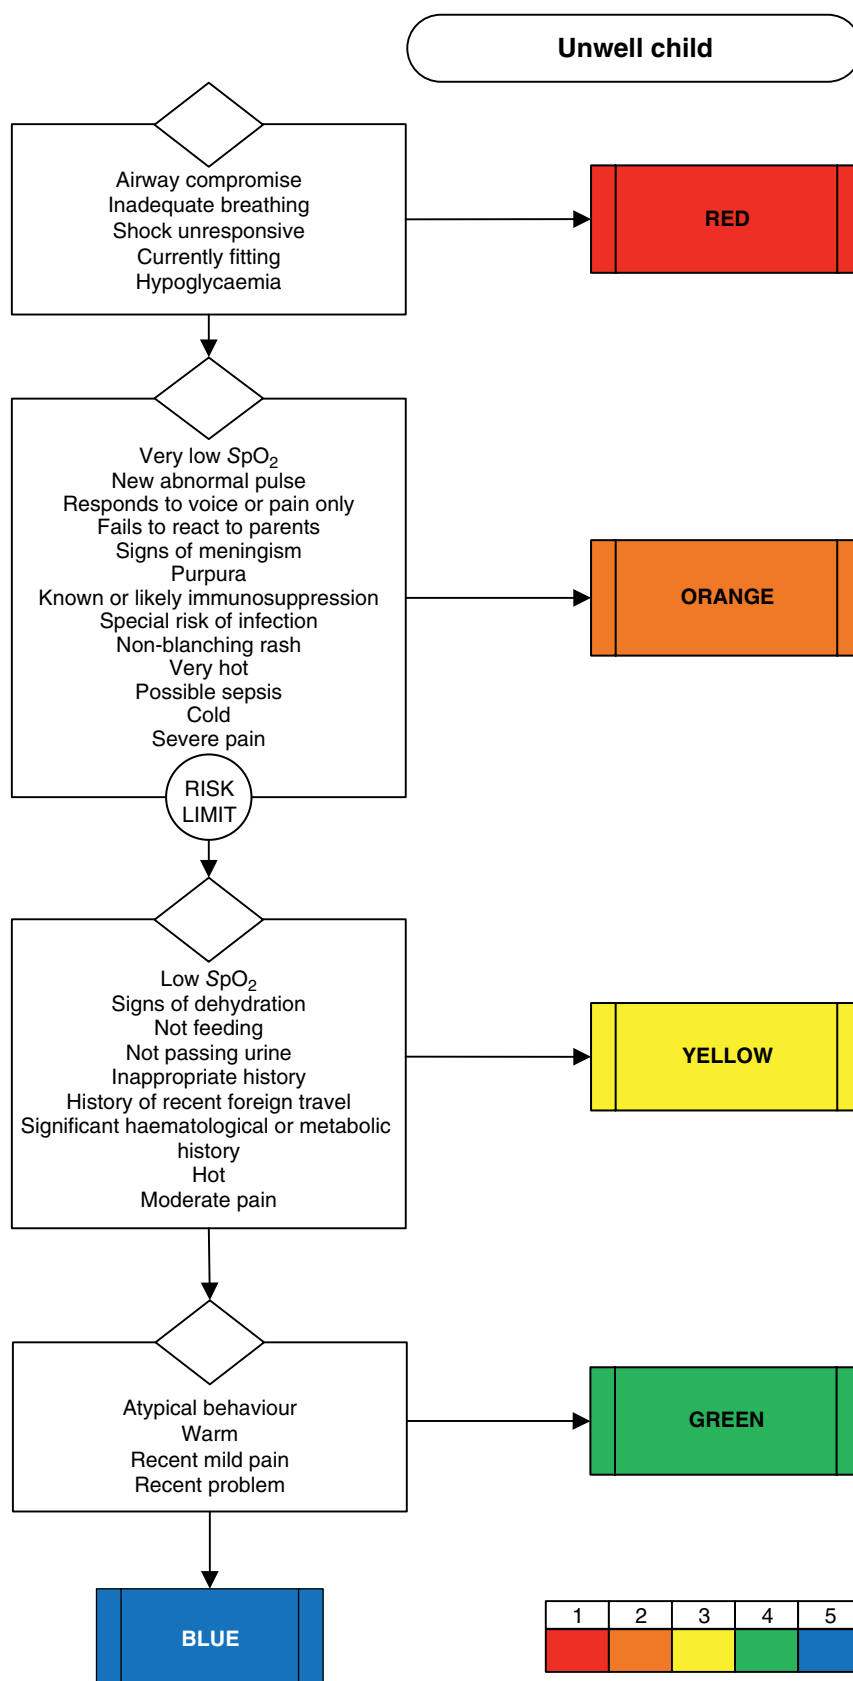 Unwell child
Airway compromise
Inadequate breathing
Shock unresponsive
Currently fitting
Hypoglycaemia
RED
Very low SpO₂
New abnormal pulse
Responds to voice or pain only
Fails to react to parents
Signs of meningism
Purpura
Known or likely immunosuppression
Special risk of infection
Non-blanching rash
Very hot
Possible sepsis
Cold
Severe pain
ORANGE
RISK
LIMIT
Low SpO₂
Signs of dehydration
Not feeding
Not passing urine
Inappropriate history
History of recent foreign travel
Significant haematological or metabolic
history
Hot
Moderate pain
YELLOW
Atypical behaviour
Warm
Recent mild pain
Recent problem
GREEN
BLUE
1 2 3 4 5